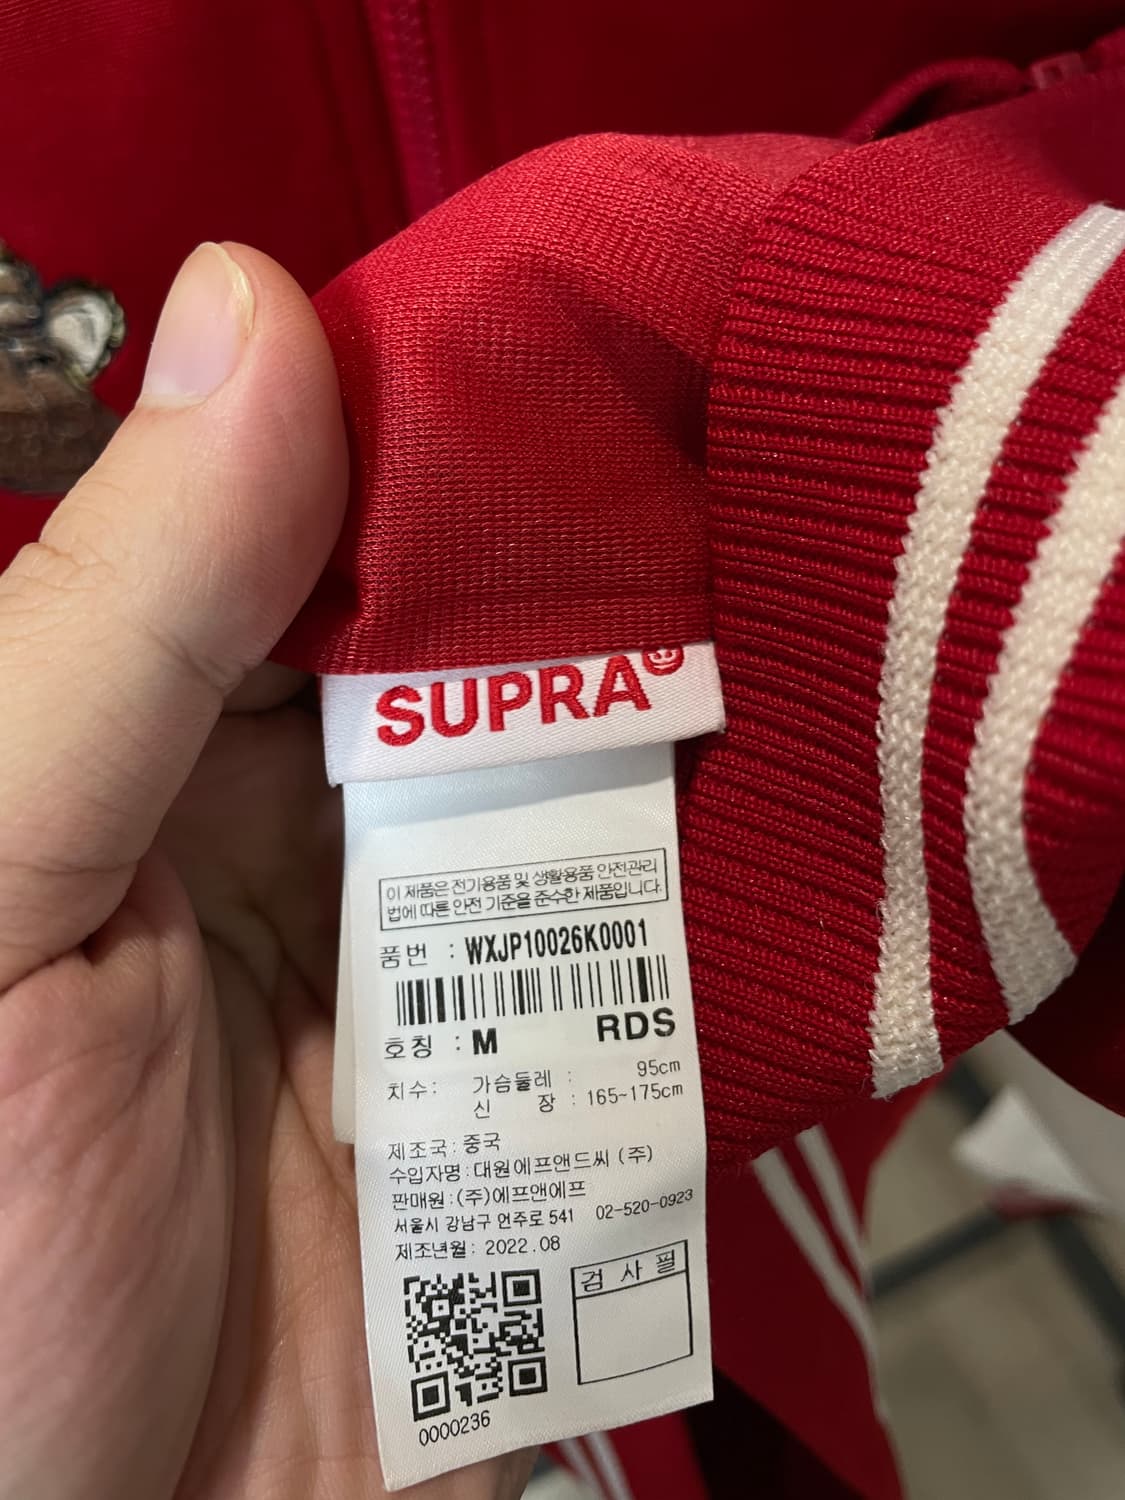 SUPRA
이 제품은 전기용품 및 생활용품 안전관리
법에 따른 안전 기준을 준수한 제품입니다.
품번 : WXJP10026K0001
호칭 : M RDS
치수: 가슴둘레 : 95cm
신 장 : 165~175cm
제조국: 중국
수입자명: 대원에프앤드씨 (주)
판매원 : (주)에프앤에프
서울시 강남구 언주로 541 02-520-0923
제조년월: 2022.08
검 사 필
0000236